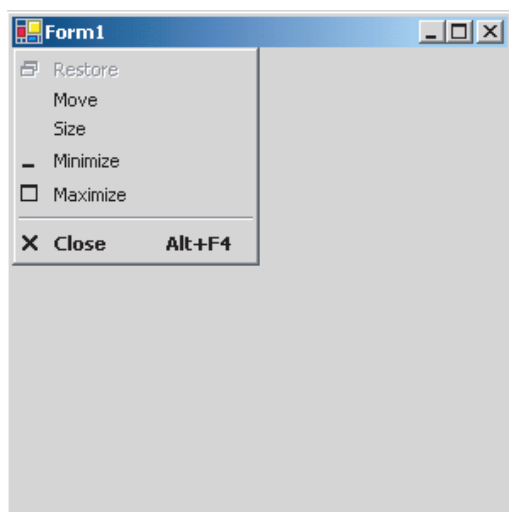 Form1
Restore
Move
Size
Minimize
Maximize
Close Alt+F4